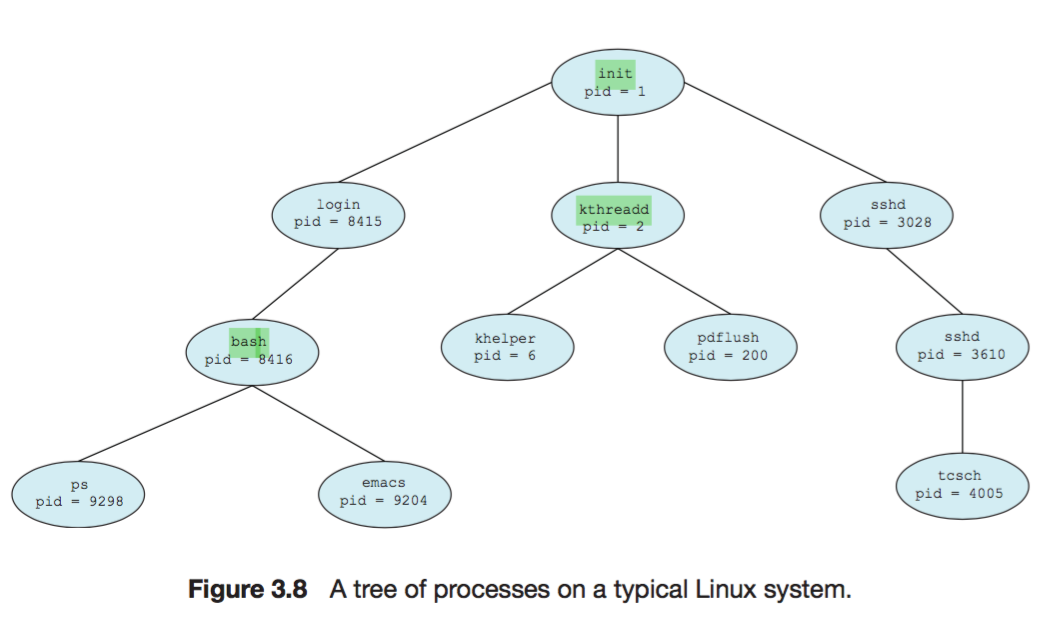 init
pid = 1
login
pid = 8415
kthreadd
pid = 2
sshd
pid = 3028
bash
pid = 8416
khelper
pid = 6
pdflush
pid = 200
sshd
pid = 3610
ps
pid = 9298
emacs
pid = 9204
tcsch
pid = 4005
Figure 3.8 A tree of processes on a typical Linux system.